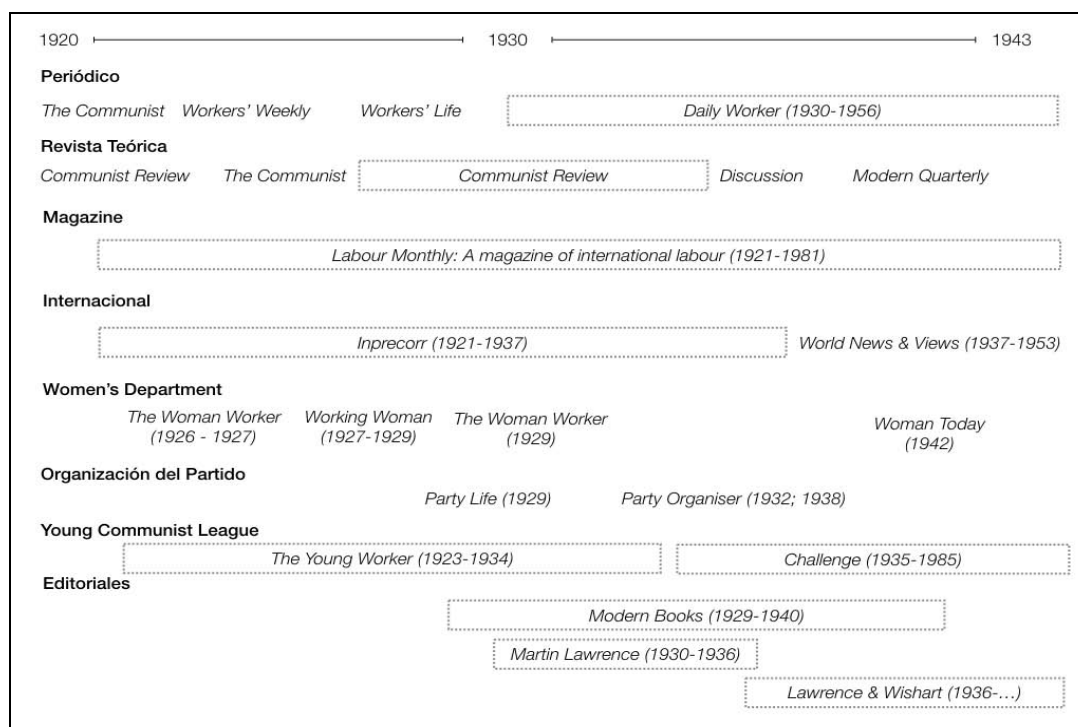 1920 1930 1943
Periódico
The Communist Workers' Weekly Workers' Life Daily Worker (1930-1956)
Revista Teórica
Communist Review The Communist Communist Review Discussion Modern Quarterly
Magazine
Labour Monthly: A magazine of international labour (1921-1981)
Internacional
Inprecorr (1921-1937) World News & Views (1937-1953)
Women's Department
The Woman Worker Working Woman The Woman Worker Woman Today
(1926 - 1927) (1927-1929) (1929) (1942)
Organización del Partido
Party Life (1929) Party Organiser (1932; 1938)
Young Communist League
The Young Worker (1923-1934) Challenge (1935-1985)
Editoriales
Modern Books (1929-1940)
Martin Lawrence (1930-1936)
Lawrence & Wishart (1936-...)